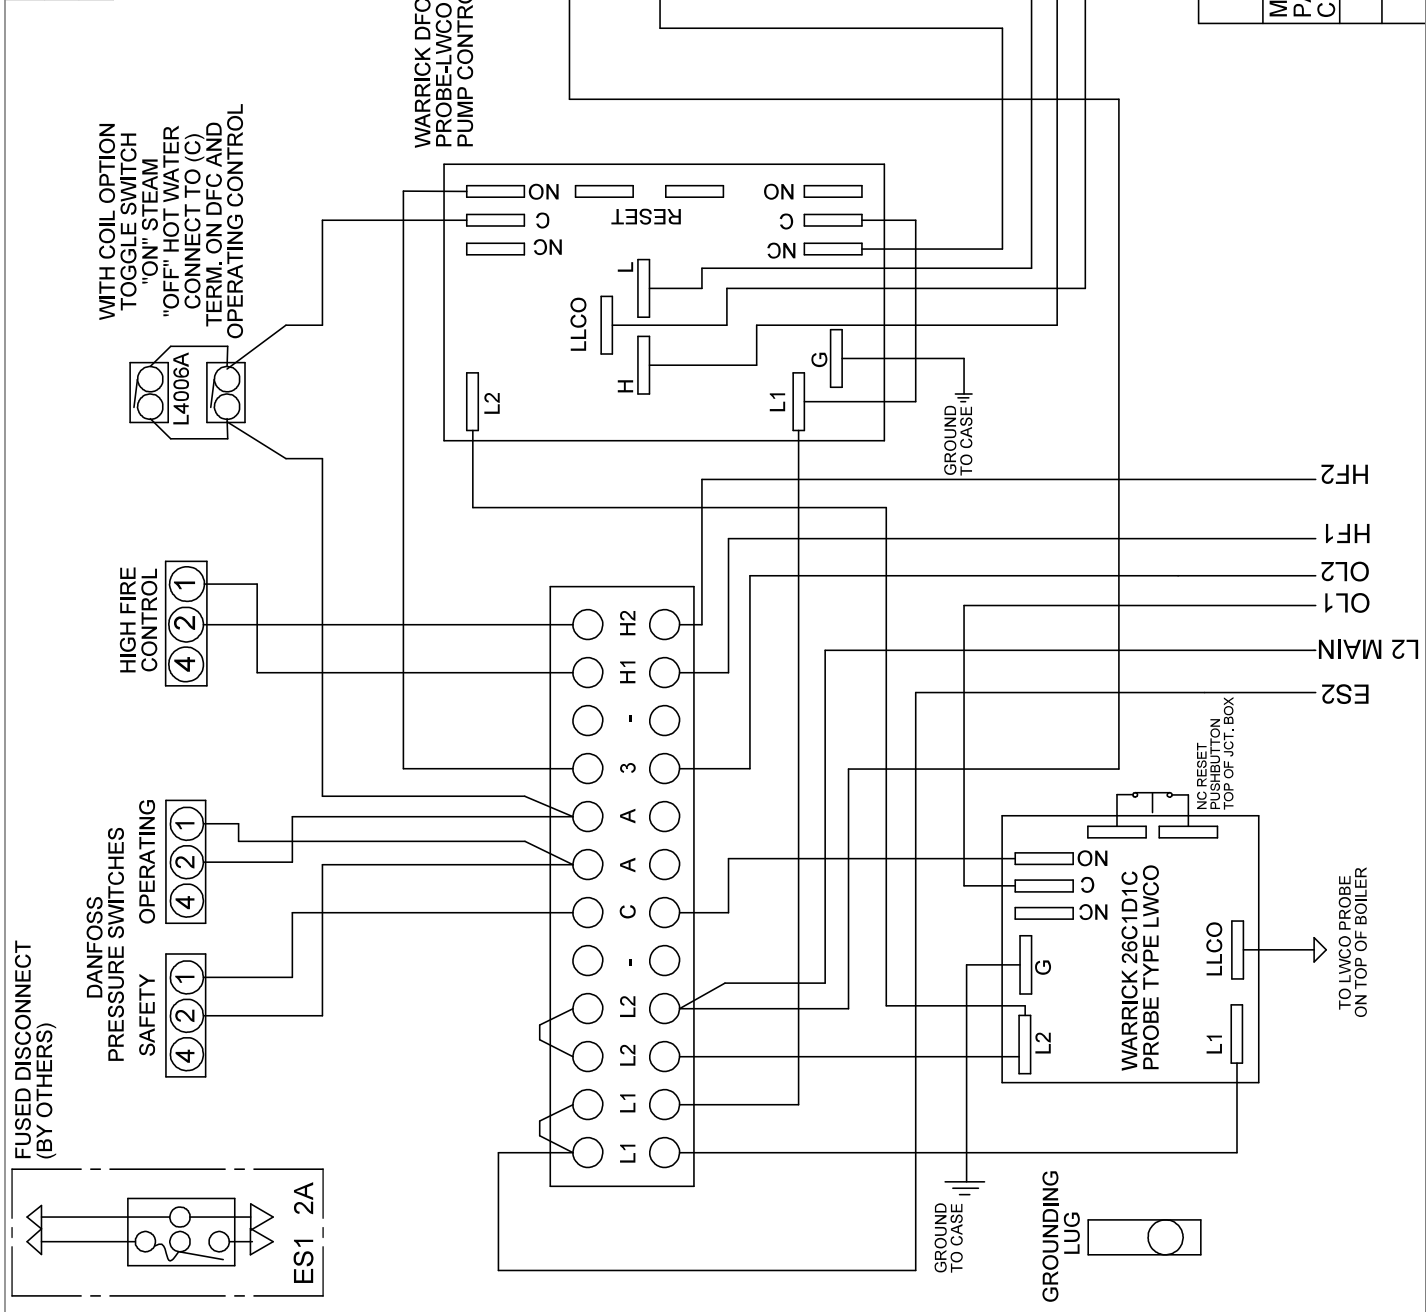 FUSED DISCONNECT
(BY OTHERS)
ES1 2A
DANFOSS
PRESSURE SWITCHES
SAFETY
OPERATING
4 2 1
4 2 1
HIGH FIRE
CONTROL
4 2 1
WITH COIL OPTION
TOGGLE SWITCH
"ON" STEAM
"OFF" HOT WATER
CONNECT TO (C)
TERM. ON DFC AND
OPERATING CONTROL
L4006A
WARRICK DFC
PROBE-LWCO
PUMP CONTRO
L2
NC
C
NO
RESET
LLCO
H
L
L1
G
NC
C
NO
GROUND
TO CASE
L1 L1 L2 L2 - C A A 3 - H1 H2
GROUND
TO CASE
GROUNDING
LUG
L2
G
NC
C
NO
WARRICK 26C1D1C
PROBE TYPE LWCO
L1
LLCO
NC RESET
PUSHBUTTON
TOP OF JCT. BOX
TO LWCO PROBE
ON TOP OF BOILER
ES2
L2 MAIN
OL1
OL2
HF1
HF2
M
PA
C